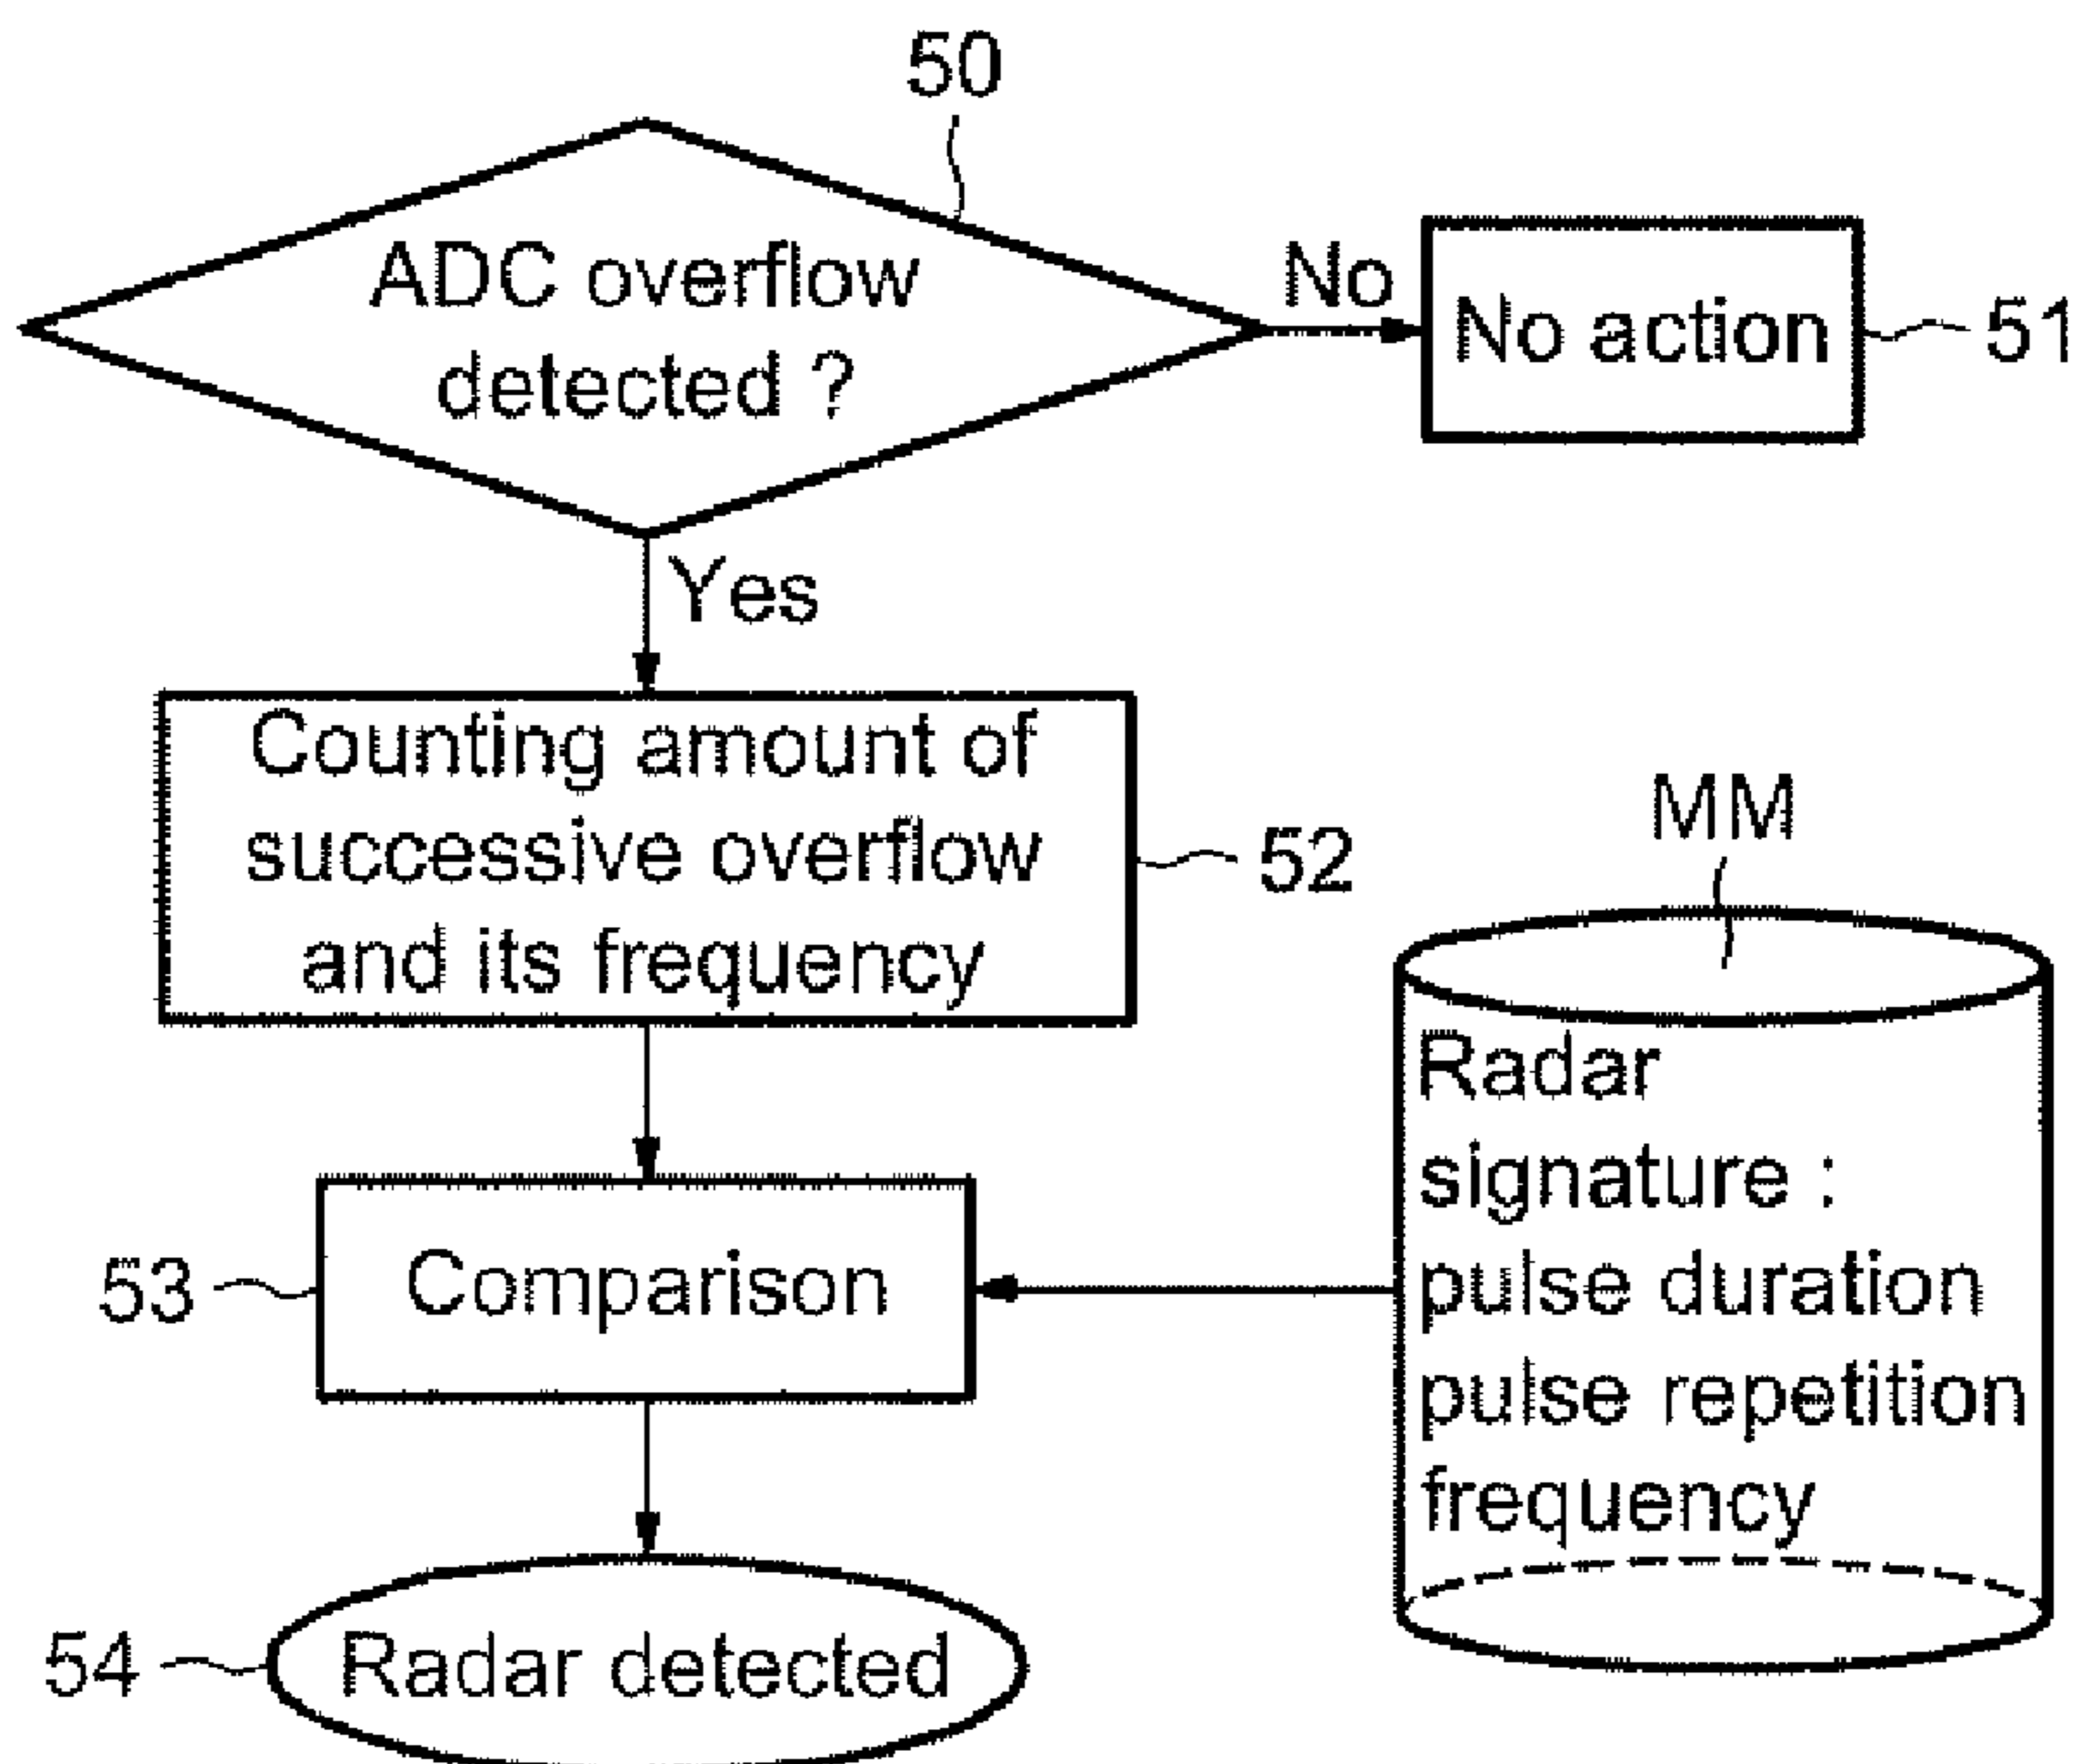 50
ADC overflow
detected ?
No
No action
51
Yes
Counting amount of
successive overflow
and its frequency
52
MM
Radar
signature :
pulse duration
pulse repetition
frequency
53
Comparison
54
Radar detected